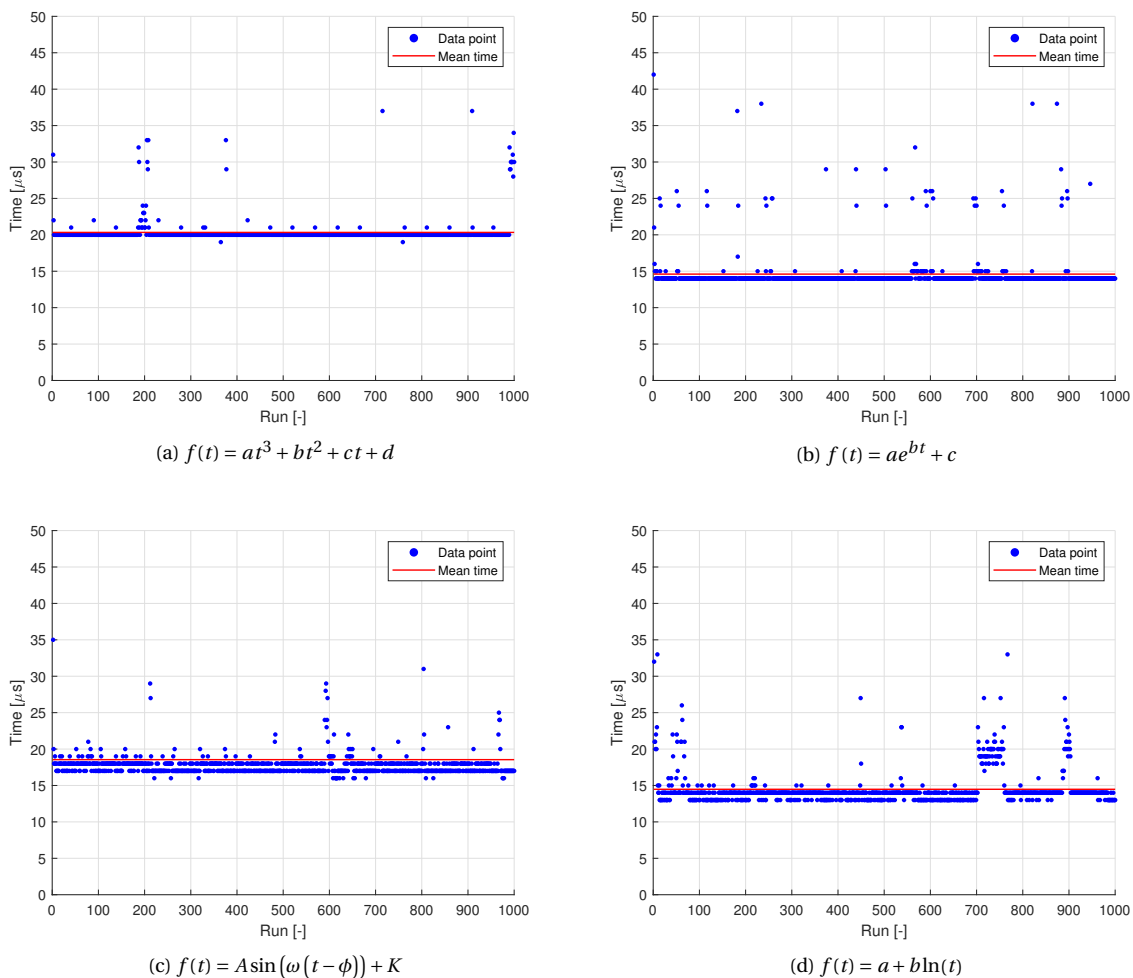 50
45
40
35
30
25
20
15
10
5
0
Time [μs]
Data point
Mean time
0 100 200 300 400 500 600 700 800 900 1000
Run [-]
(a) f(t) = at³ + bt² + ct + d
50
45
40
35
30
25
20
15
10
5
0
Time [μs]
Data point
Mean time
0 100 200 300 400 500 600 700 800 900 1000
Run [-]
(b) f(t) = ae^{bt} + c
50
45
40
35
30
25
20
15
10
5
0
Time [μs]
Data point
Mean time
0 100 200 300 400 500 600 700 800 900 1000
Run [-]
(c) f(t) = A sin(ω(t − ϕ)) + K
50
45
40
35
30
25
20
15
10
5
0
Time [μs]
Data point
Mean time
0 100 200 300 400 500 600 700 800 900 1000
Run [-]
(d) f(t) = a + b ln(t)